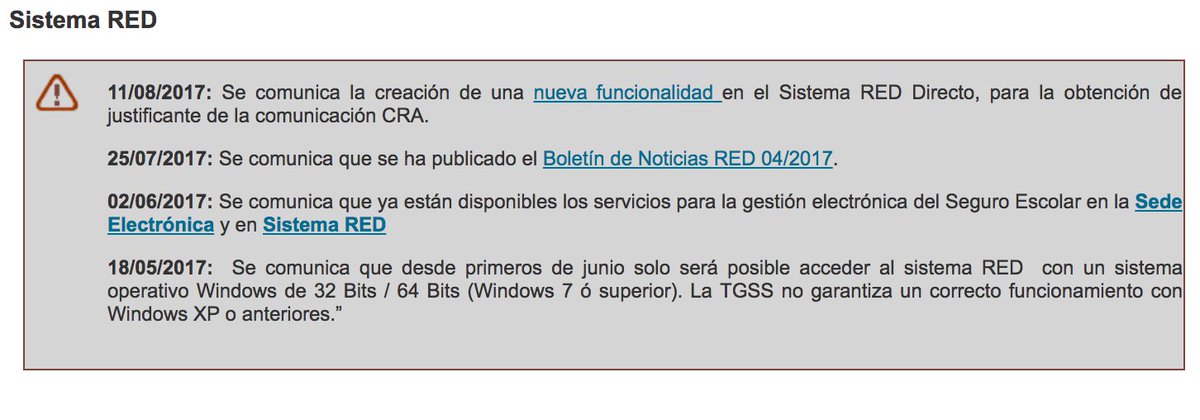 Sistema RED
11/08/2017: Se comunica la creación de una nueva funcionalidad en el Sistema RED Directo, para la obtención de
justificante de la comunicación CRA.
25/07/2017: Se comunica que se ha publicado el Boletín de Noticias RED 04/2017.
02/06/2017: Se comunica que ya están disponibles los servicios para la gestión electrónica del Seguro Escolar en la Sede
Electrónica y en Sistema RED
18/05/2017: Se comunica que desde primeros de junio solo será posible acceder al sistema RED con un sistema
operativo Windows de 32 Bits / 64 Bits (Windows 7 ó superior). La TGSS no garantiza un correcto funcionamiento con
Windows XP o anteriores.”